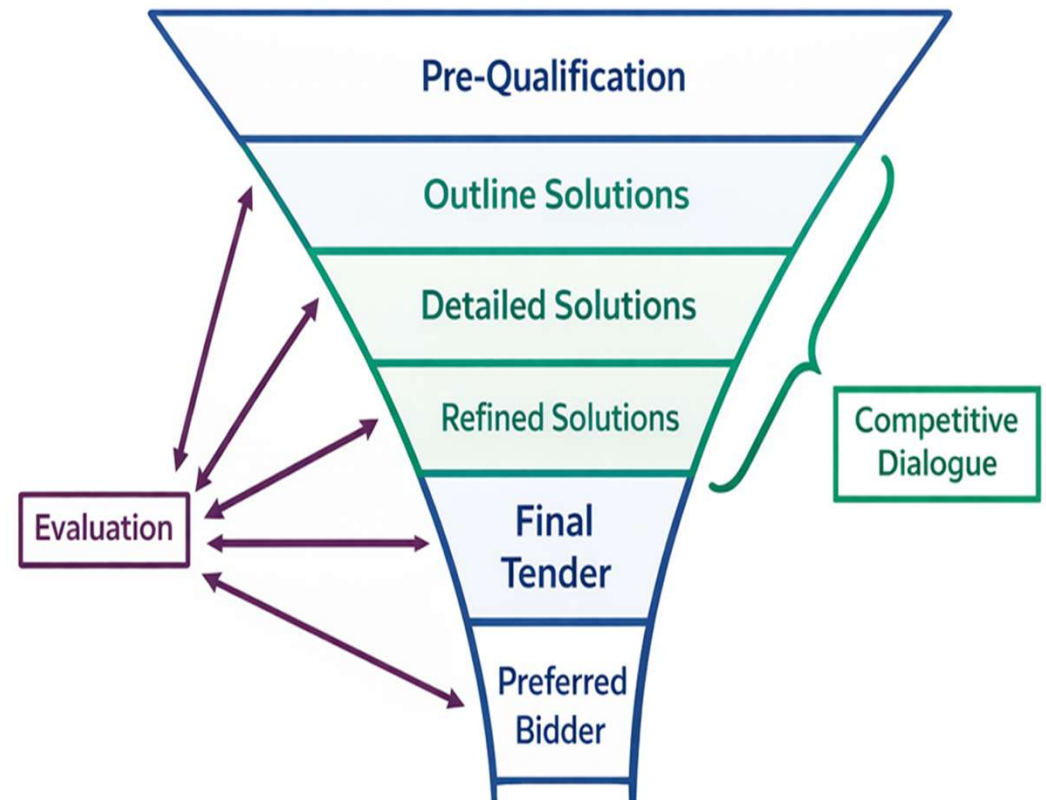 Pre-Qualification
Outline Solutions
Detailed Solutions
Refined Solutions
Competitive
Dialogue
Evaluation
Final
Tender
Preferred
Bidder